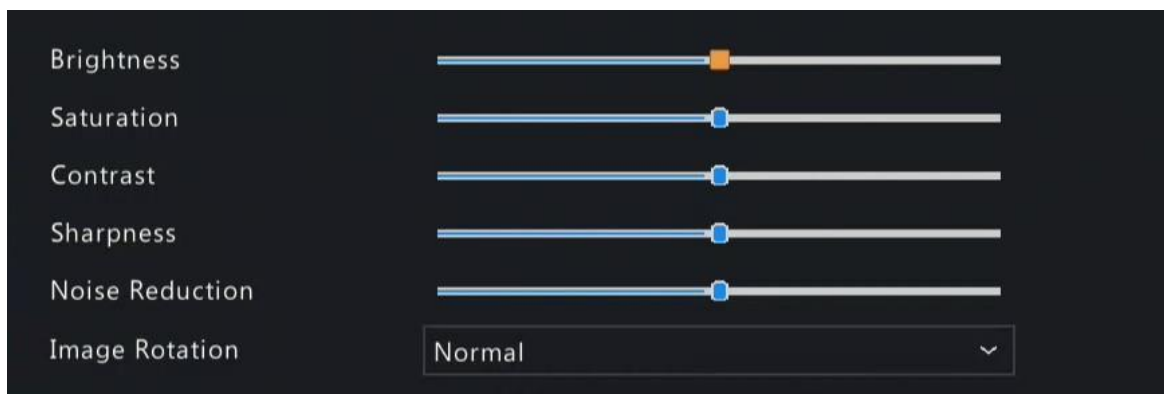 Brightness
Saturation
Contrast
Sharpness
Noise Reduction
Image Rotation Normal